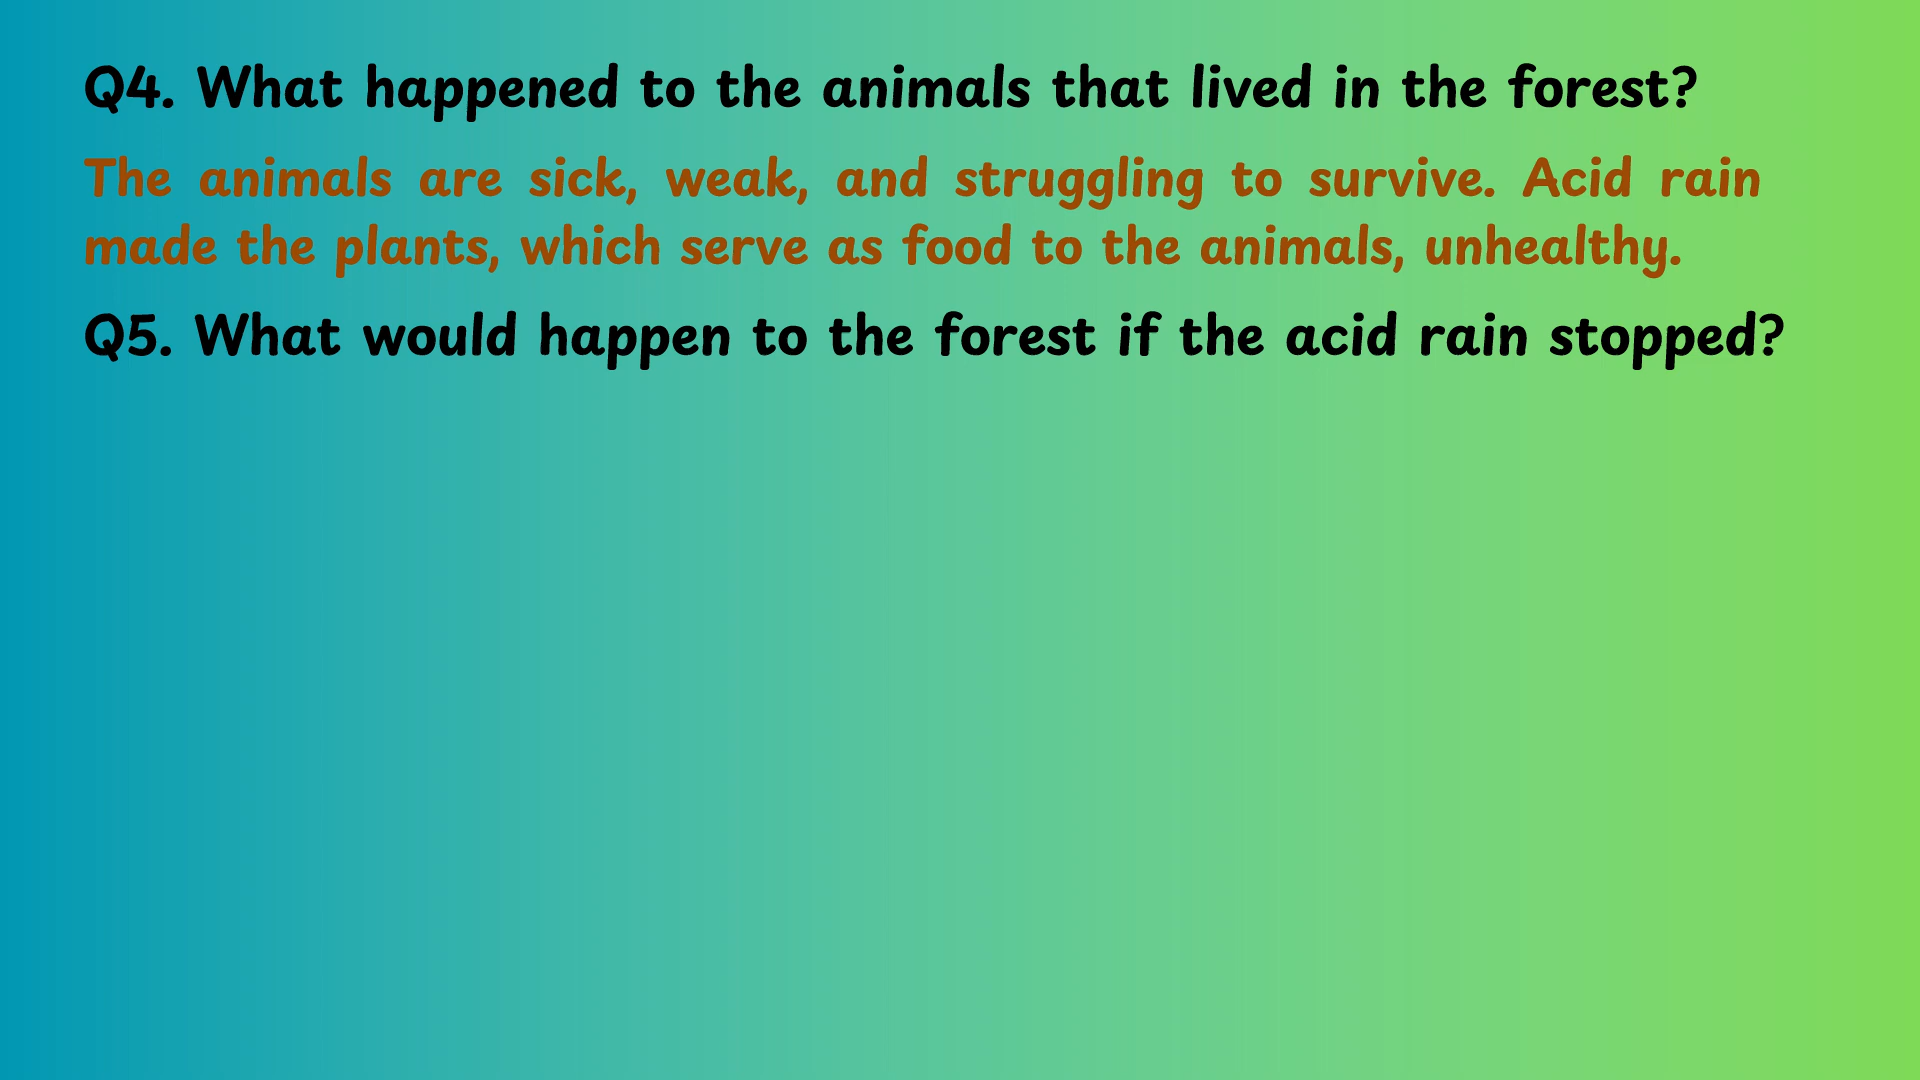 Q4. What happened to the animals that lived in the forest?
The animals are sick, weak, and struggling to survive. Acid rain
made the plants, which serve as food to the animals, unhealthy.
Q5. What would happen to the forest if the acid rain stopped?